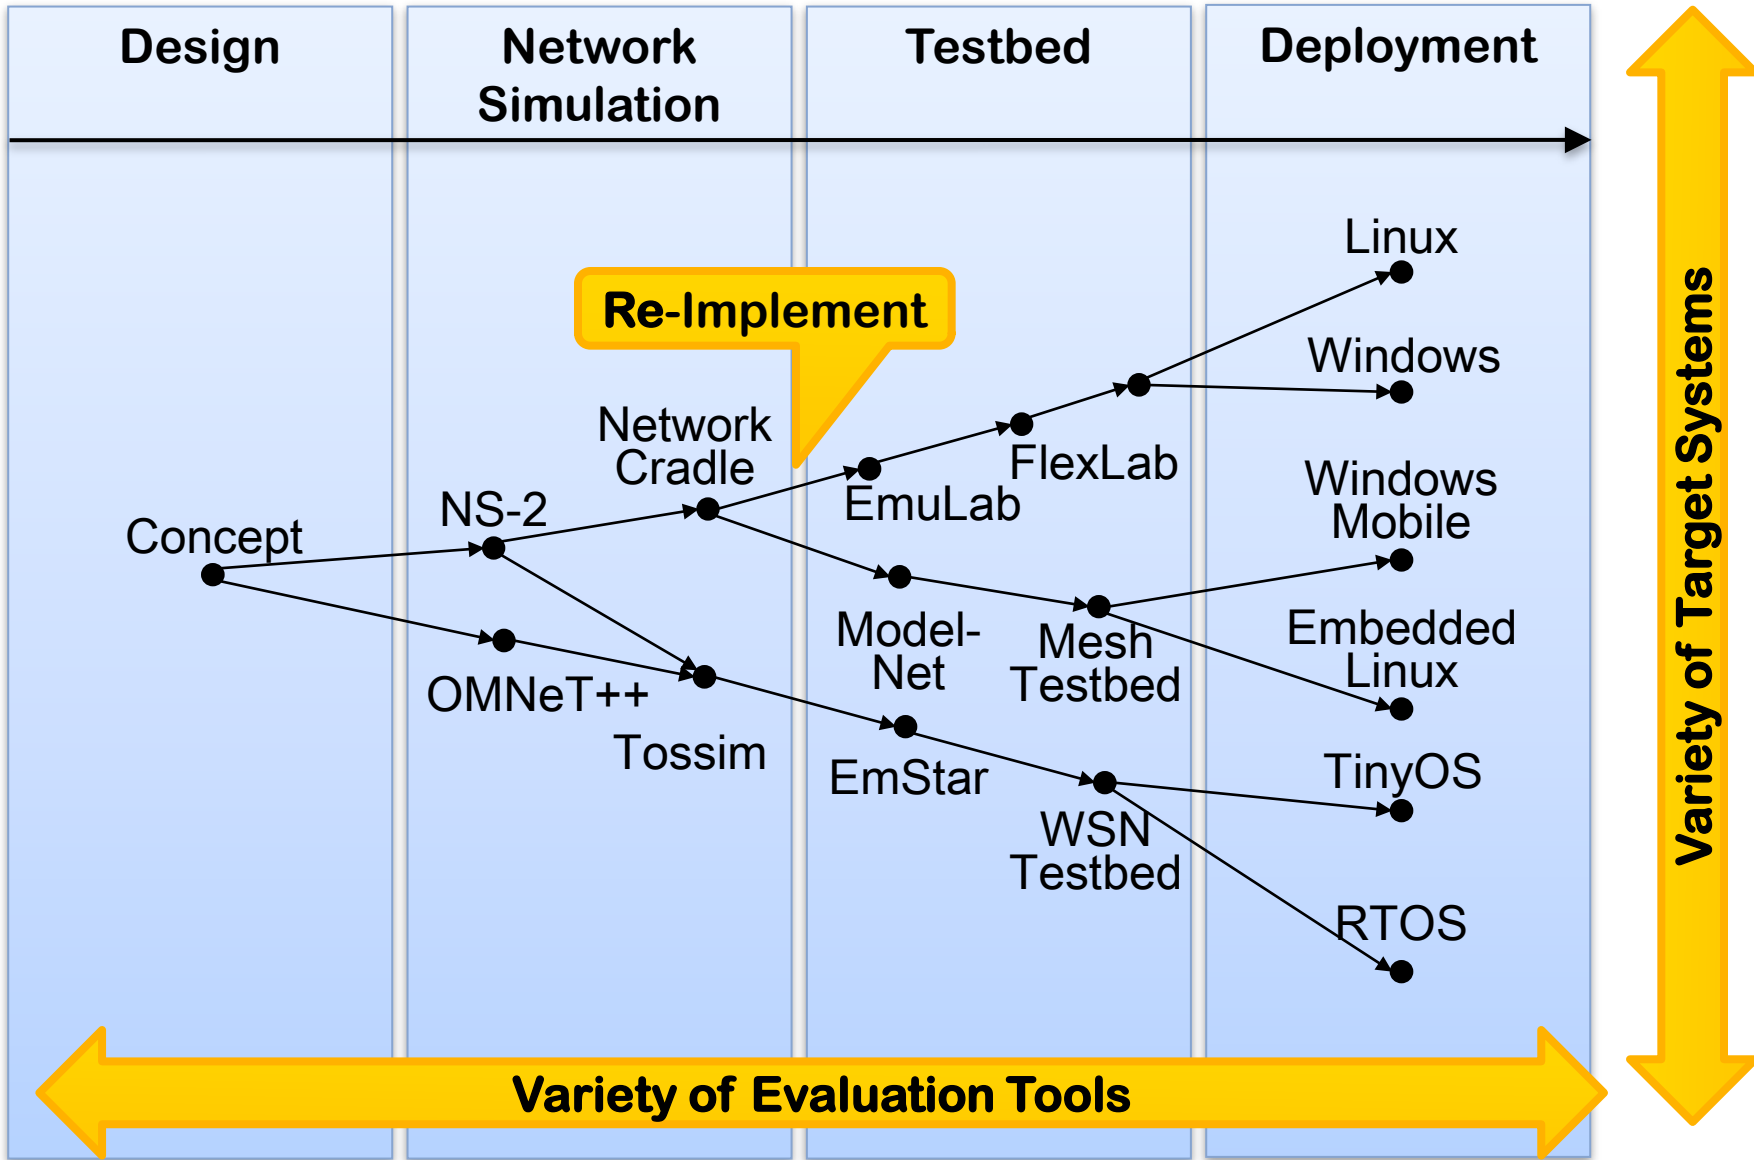 Design
Network
Simulation
Testbed
Deployment
Linux
Re-Implement
Windows
Network
Cradle
FlexLab
Windows
Mobile
NS-2
EmuLab
Concept
Model-
Net
Mesh
Testbed
Embedded
Linux
OMNeT++
Tossim
EmStar
TinyOS
WSN
Testbed
RTOS
Variety of Evaluation Tools
Variety of Target Systems